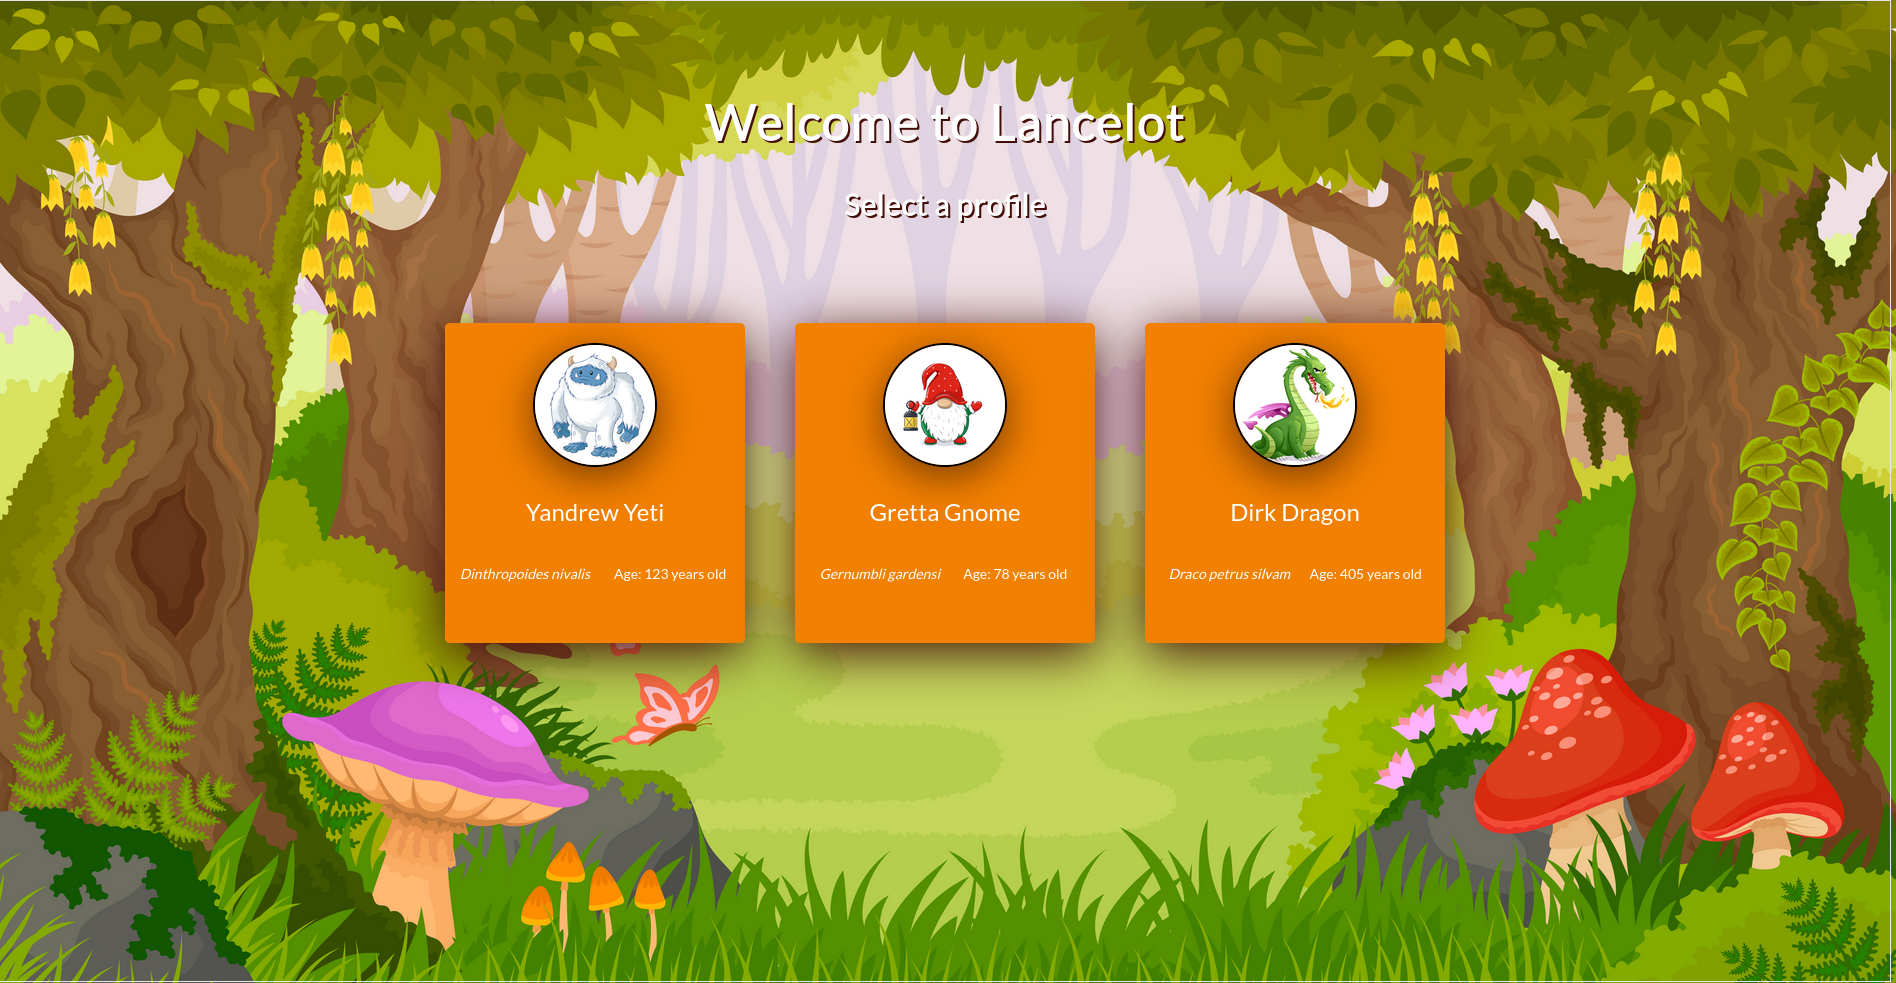 Welcome to Lancelot
Select a profile
Yandrew Yeti
Dinthropoides nivalis Age: 123 years old
Gretta Gnome
Gernumbli gardensi Age: 78 years old
Dirk Dragon
Draco petrus silvam Age: 405 years old